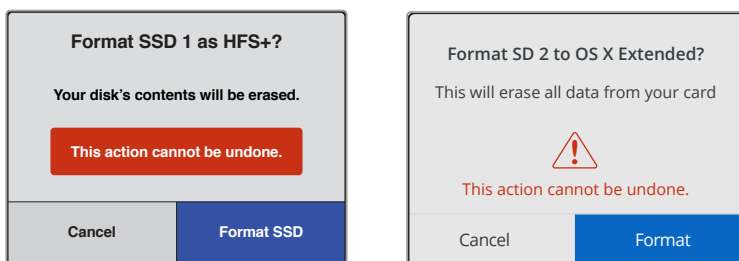 Format SSD 1 as HFS+?
Your disk's contents will be erased.
This action cannot be undone.
Cancel
Format SSD
Format SD 2 to OS X Extended?
This will erase all data from your card
This action cannot be undone.
Cancel
Format